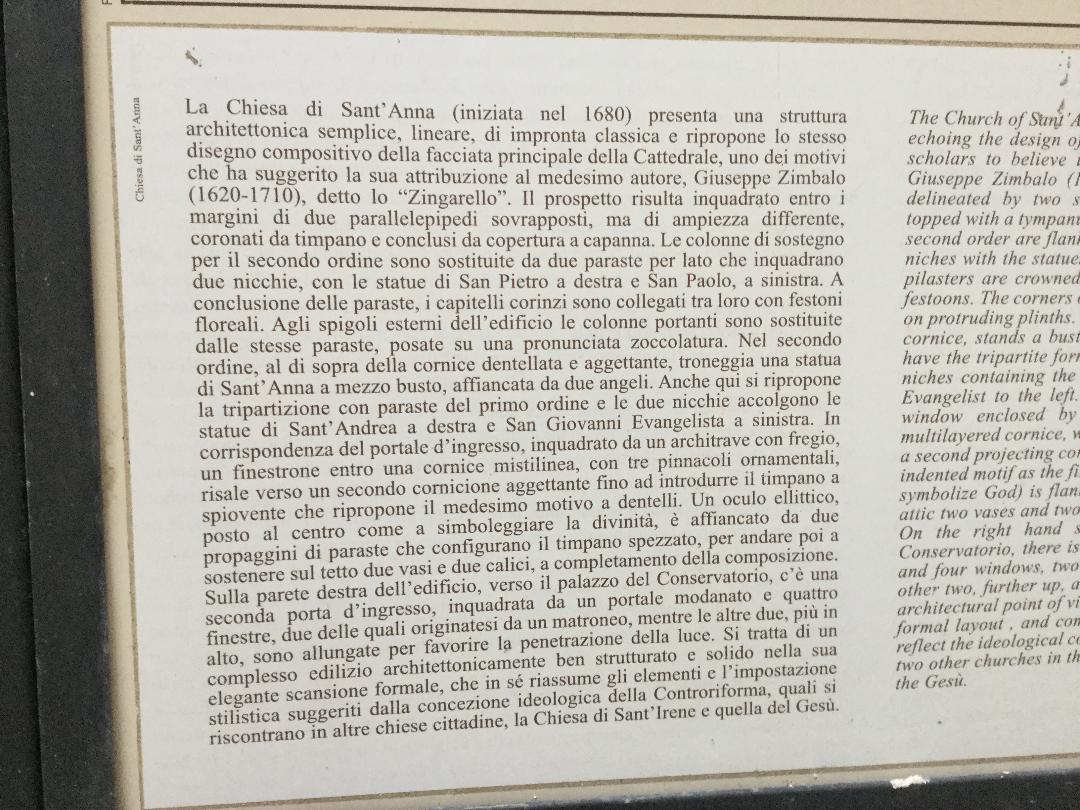 Chiesa di Sant'Anna
La Chiesa di Sant'Anna (iniziata nel 1680) presenta una struttura
architettonica semplice, lineare, di impronta classica e ripropone lo stesso
disegno compositivo della facciata principale della Cattedrale, uno dei motivi
che ha suggerito la sua attribuzione al medesimo autore, Giuseppe Zimbalo
(1620-1710), detto lo “Zingarello”. Il prospetto risulta inquadrato entro i
margini di due parallelepipedi sovrapposti, ma di ampiezza differente,
coronati da timpano e conclusi da copertura a capanna. Le colonne di sostegno
per il secondo ordine sono sostituite da due paraste per lato che inquadrano
due nicchie, con le statue di San Pietro a destra e San Paolo, a sinistra. A
conclusione delle paraste, i capitelli corinzi sono collegati tra loro con festoni
floreali. Agli spigoli esterni dell'edificio le colonne portanti sono sostituite
dalle stesse paraste, posate su una pronunciata zoccolatura. Nel secondo
ordine, al di sopra della cornice dentellata e aggettante, troneggia una statua
di Sant'Anna a mezzo busto, affiancata da due angeli. Anche qui si ripropone
la tripartizione con paraste del primo ordine e le due nicchie accolgono le
statue di Sant'Andrea a destra e San Giovanni Evangelista a sinistra. In
corrispondenza del portale d'ingresso, inquadrato da un architrave con fregio,
un finestrone entro una cornice mistilinea, con tre pinnacoli ornamentali,
risale verso un secondo cornicione aggettante fino ad introdurre il timpano a
spiovente che ripropone il medesimo motivo a dentelli. Un oculo ellittico,
posto al centro come a simboleggiare la divinità, è affiancato da due
propaggini di paraste che configurano il timpano spezzato, per andare poi a
sostenere sul tetto due vasi e due calici, a completamento della composizione.
Sulla parete destra dell'edificio, verso il palazzo del Conservatorio, c'è una
seconda porta d'ingresso, inquadrata da un portale modanato e quattro
finestre, due delle quali originatesi da un matroneo, mentre le altre due, più in
alto, sono allungate per favorire la penetrazione della luce. Si tratta di un
complesso edilizio architettonicamente ben strutturato e solido nella sua
elegante scansione formale, che in sé riassume gli elementi e l'impostazione
stilistica suggeriti dalla concezione ideologica della Controriforma, quali si
riscontrano in altre chiese cittadine, la Chiesa di Sant'Irene e quella del Gesù.
The Church of Sant'A
echoing the design of
scholars to believe
Giuseppe Zimbalo (1
delineated by two s
topped with a tympan
second order are flan
niches with the statue
pilasters are crowned
festoons. The corners
on protruding plinths.
cornice, stands a bust
have the tripartite for
niches containing the
Evangelist to the left.
window enclosed by
multilayered cornice, w
a second projecting cor
indented motif as the fi
symbolize God) is flan
attic two vases and two
On the right hand s
Conservatorio, there is
and four windows, two
other two, further up, a
architectural point of vi
formal layout , and con
reflect the ideological co
two other churches in th
the Gesù.